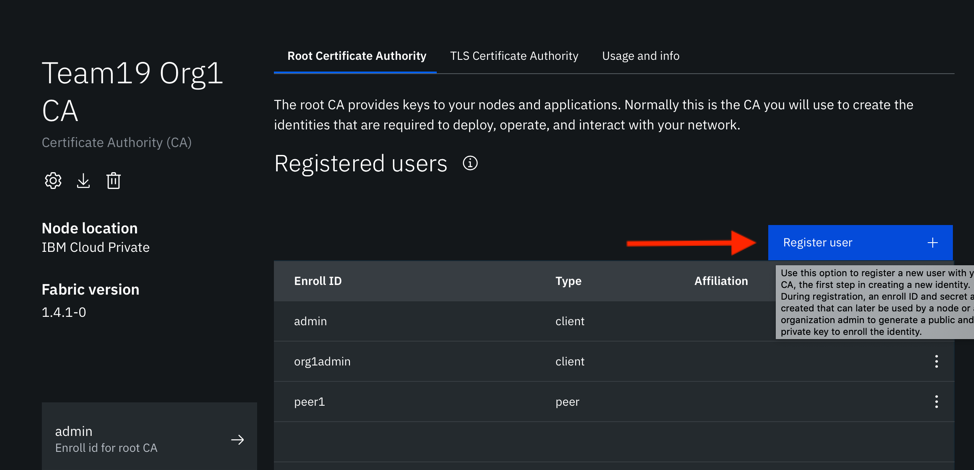 Team19 Org1
CA
Certificate Authority (CA)
Node location
IBM Cloud Private
Fabric version
1.4.1-0
admin
Enroll id for root CA
Root Certificate Authority
TLS Certificate Authority
Usage and info
The root CA provides keys to your nodes and applications. Normally this is the CA you will use to create the
identities that are required to deploy, operate, and interact with your network.
Registered users
Register user
Use this option to register a new user with
CA, the first step in creating a new identity.
During registration, an enroll ID and secret
created that can later be used by a node or
organization admin to generate a public and
private key to enroll the identity.
Enroll ID Type Affiliation
admin client
org1admin client
peer1 peer